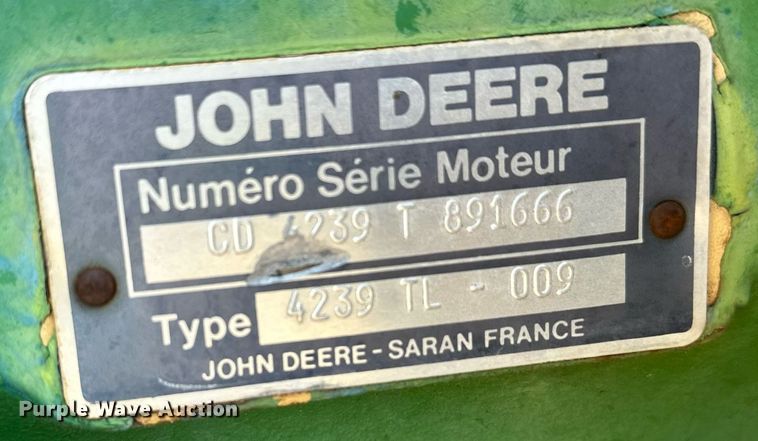 JOHN DEERE
Numéro Série Moteur
CD 4239 T 891666
Type 4239 TL - 009
JOHN DEERE - SARAN FRANCE
Purple Wave Auction